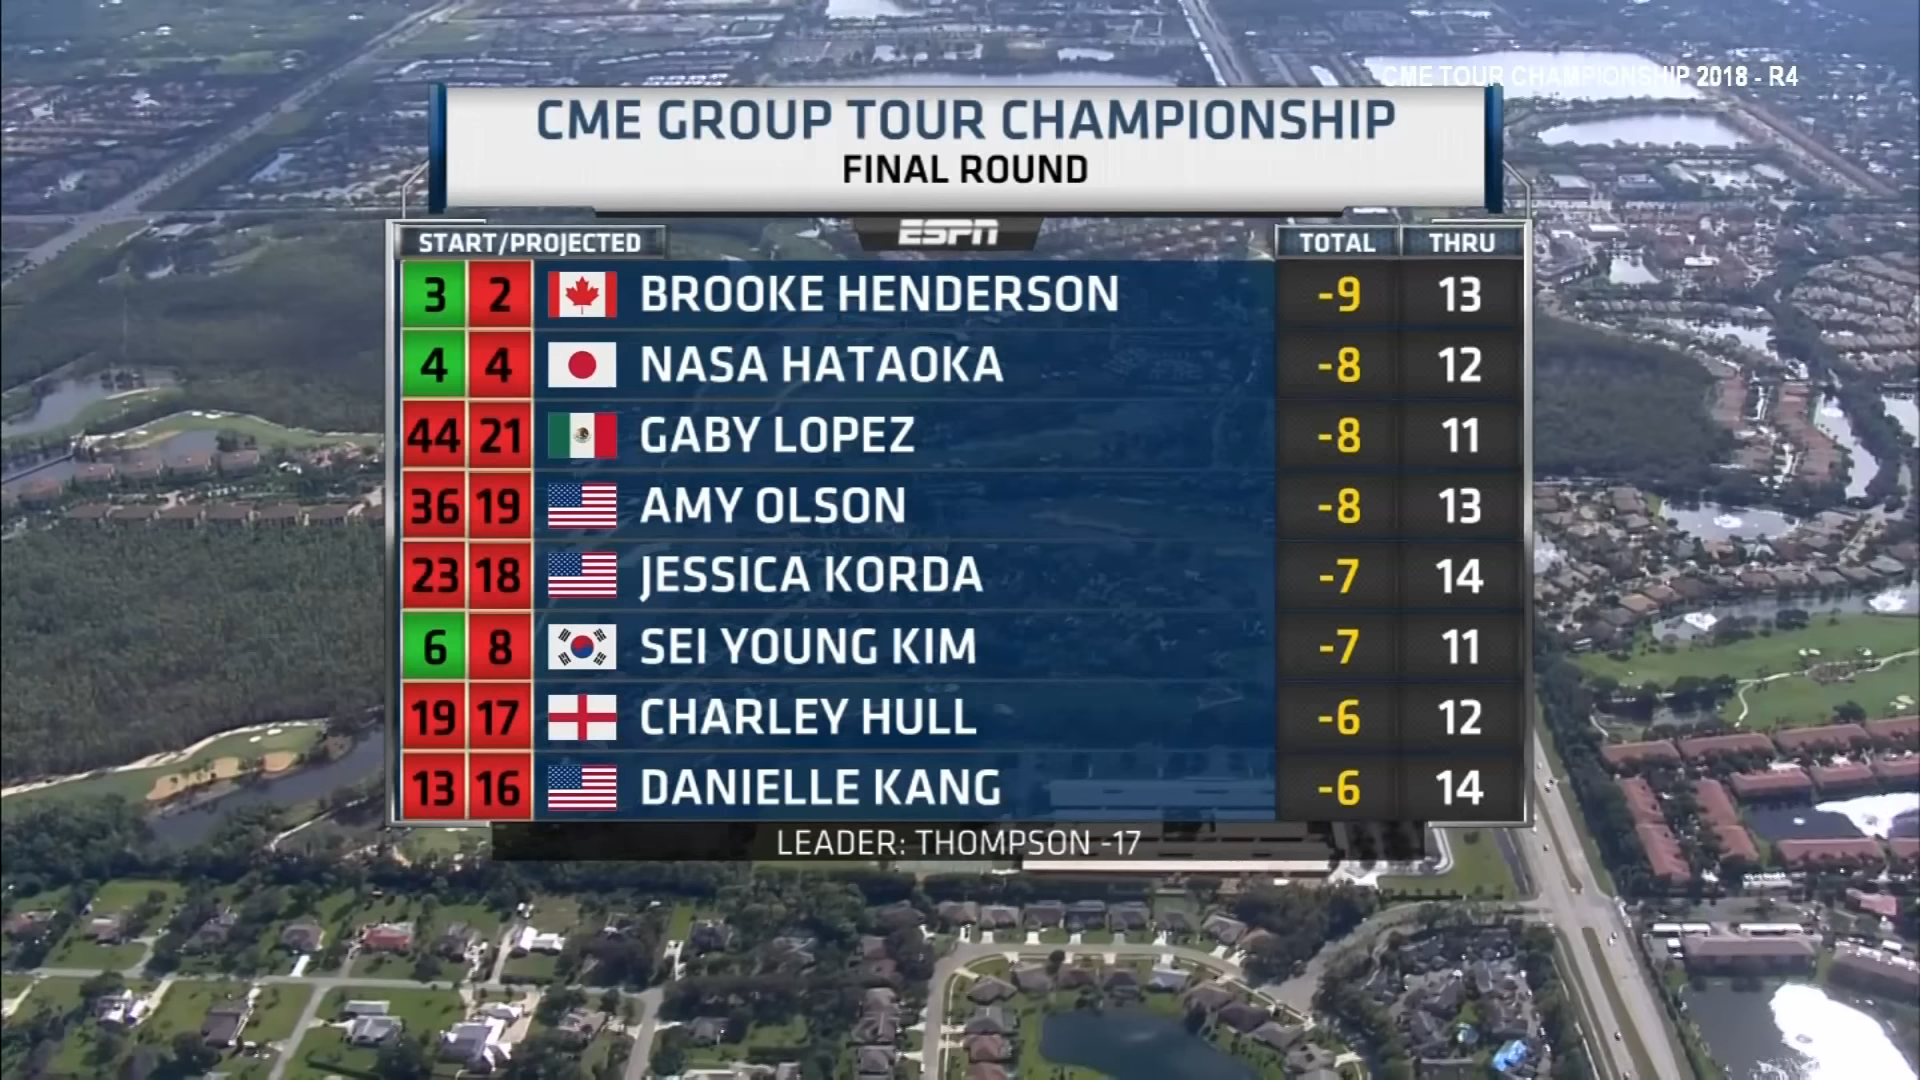 CME TOUR CHAMPIONSHIP 2018 - R4
CME GROUP TOUR CHAMPIONSHIP
FINAL ROUND
ESPN
START/PROJECTED TOTAL THRU
3 2 BROOKE HENDERSON -9 13
4 4 NASA HATAOKA -8 12
44 21 GABY LOPEZ -8 11
36 19 AMY OLSON -8 13
23 18 JESSICA KORDA -7 14
6 8 SEI YOUNG KIM -7 11
19 17 CHARLEY HULL -6 12
13 16 DANIELLE KANG -6 14
LEADER: THOMPSON -17